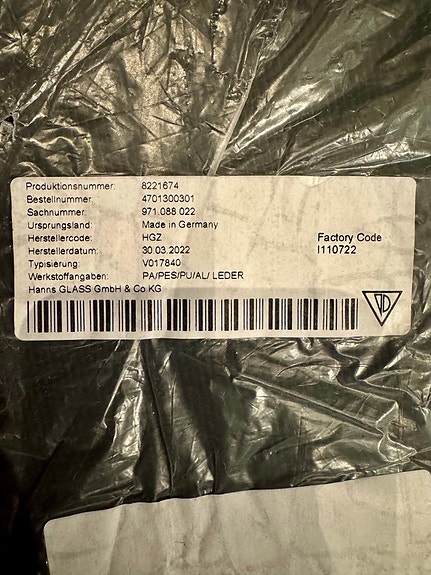 Produktionsnummer: 8221674
Bestellnummer: 4701300301
Sachnummer: 971.088 022
Ursprungsland: Made in Germany
Herstellercode: HGZ
Herstellerdatum: 30.03.2022
Typisierung: V017840
Werkstoffangaben: PA/PES/PU/AL/ LEDER
Hanns GLASS GmbH & Co KG
Factory Code
I110722